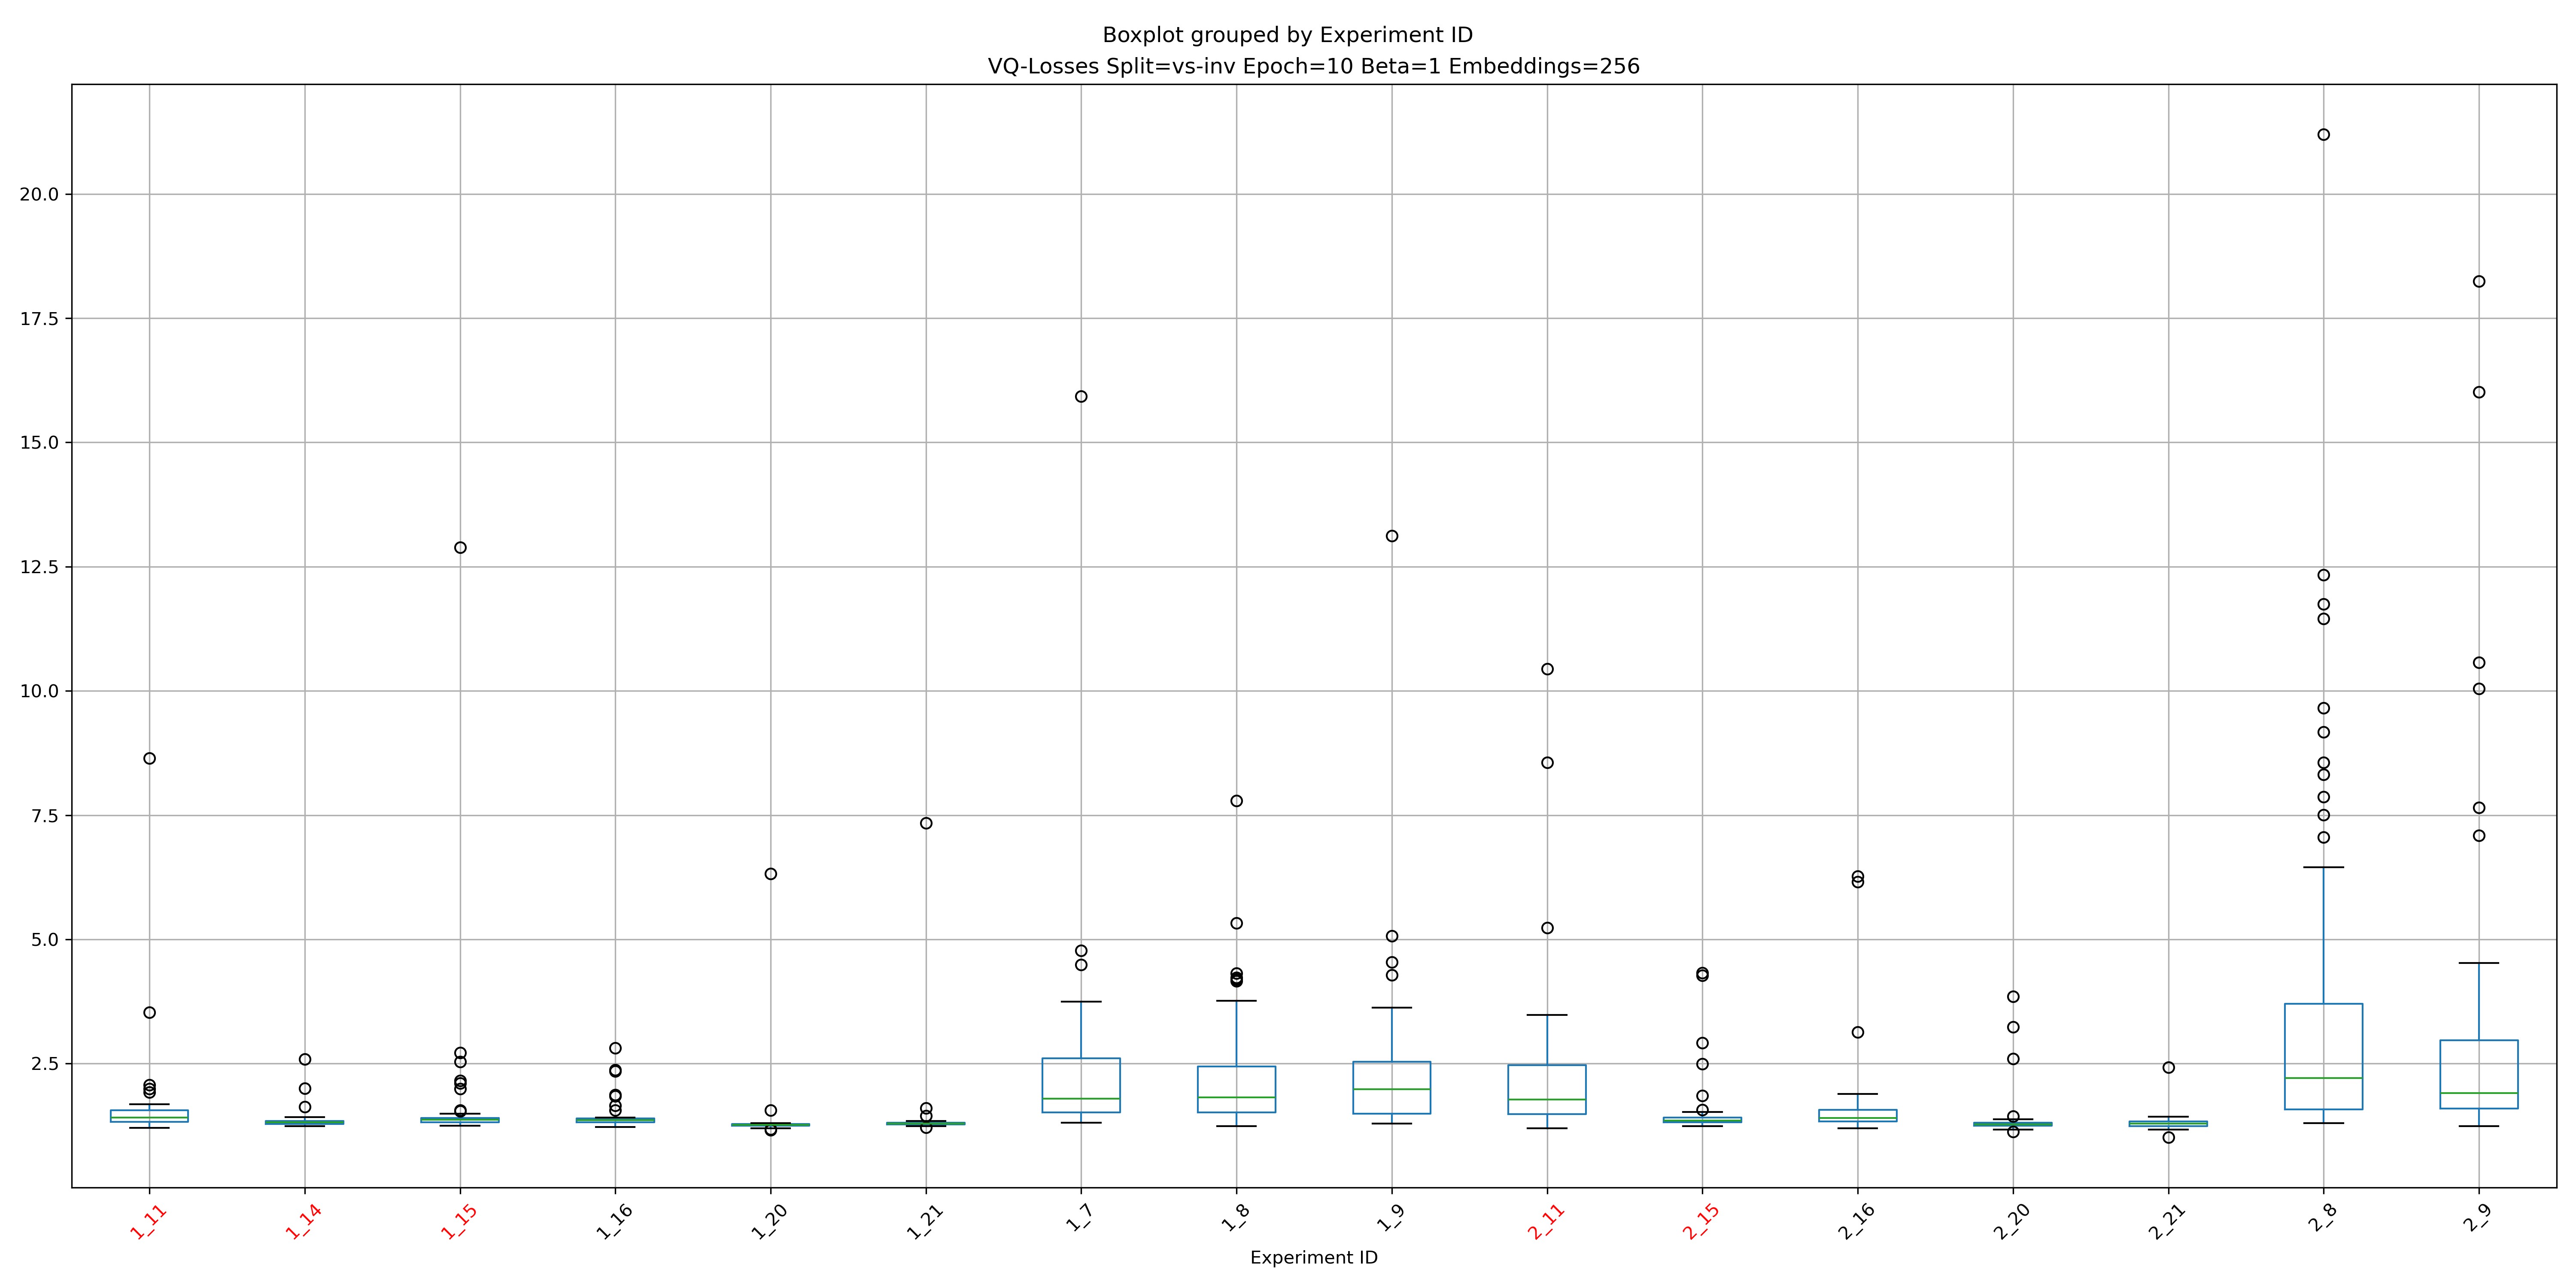 Boxplot grouped by Experiment ID
VQ-Losses Split=vs-inv Epoch=10 Beta=1 Embeddings=256
20.0
17.5
15.0
12.5
10.0
7.5
5.0
2.5
1_11 1_14 1_15 1_16 1_20 1_21 1_7 1_8 1_9 2_11 2_15 2_16 2_20 2_21 2_8 2_9
Experiment ID